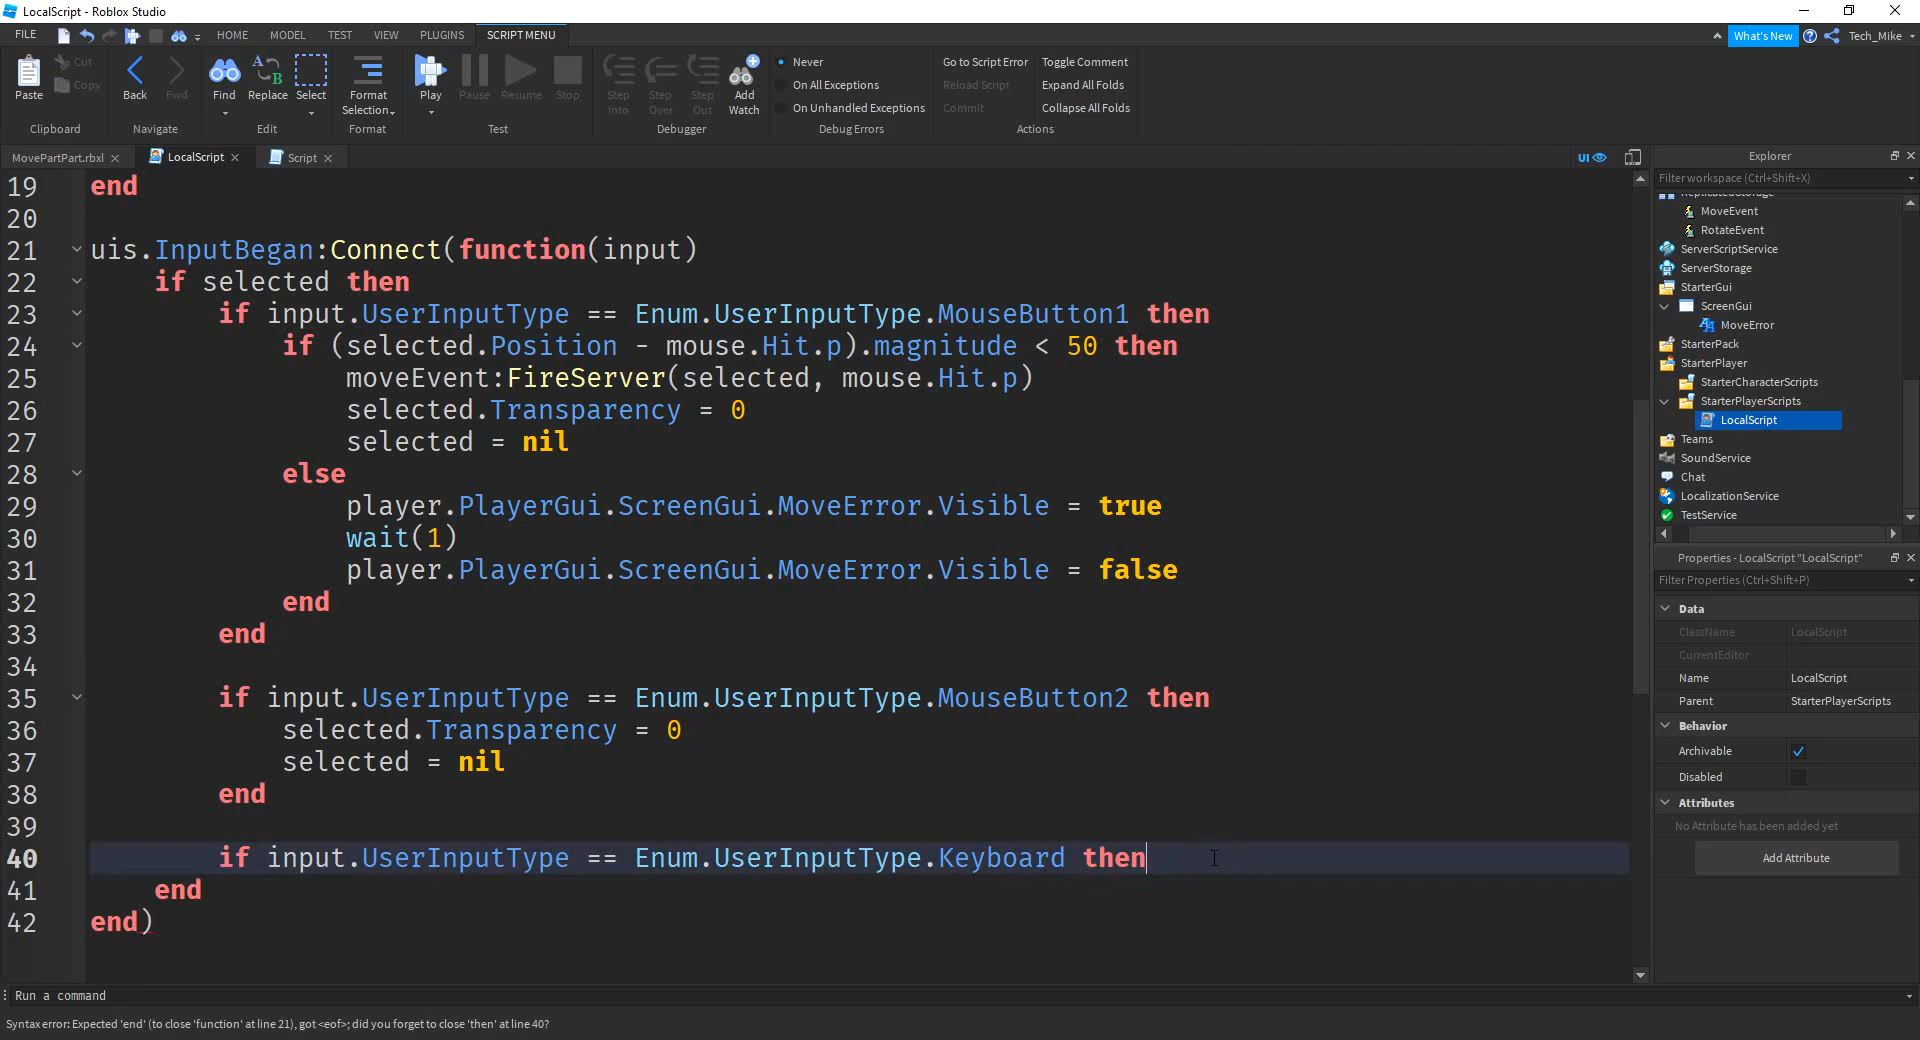 LocalScript - Roblox Studio
FILE HOME MODEL TEST VIEW PLUGINS SCRIPT MENU What's New Tech_Mike
Paste Cut Copy Clipboard
Back Fwd Navigate
Find Replace Select Edit
Format Selection Format
Play Pause Resume Stop Test
Step Into Step Over Step Out Add Watch Debugger
Never
On All Exceptions
On Unhandled Exceptions
Debug Errors
Go to Script Error Toggle Comment
Reload Script Expand All Folds
Commit Collapse All Folds
Actions
MovePartPart.rbxl LocalScript Script UI
19 end
20
21 uis.InputBegan:Connect(function(input)
22 if selected then
23 if input.UserInputType == Enum.UserInputType.MouseButton1 then
24 if (selected.Position - mouse.Hit.p).magnitude < 50 then
25 moveEvent:FireServer(selected, mouse.Hit.p)
26 selected.Transparency = 0
27 selected = nil
28 else
29 player.PlayerGui.ScreenGui.MoveError.Visible = true
30 wait(1)
31 player.PlayerGui.ScreenGui.MoveError.Visible = false
32 end
33 end
34
35 if input.UserInputType == Enum.UserInputType.MouseButton2 then
36 selected.Transparency = 0
37 selected = nil
38 end
39
40 if input.UserInputType == Enum.UserInputType.Keyboard then
41 end
42 end)
Explorer
Filter workspace (Ctrl+Shift+X)
ReplicatedStorage
MoveEvent
RotateEvent
ServerScriptService
ServerStorage
StarterGui
ScreenGui
MoveError
StarterPack
StarterPlayer
StarterCharacterScripts
StarterPlayerScripts
LocalScript
Teams
SoundService
Chat
LocalizationService
TestService
Properties - LocalScript "LocalScript"
Filter Properties (Ctrl+Shift+P)
Data
ClassName LocalScript
CurrentEditor
Name LocalScript
Parent StarterPlayerScripts
Behavior
Archivable
Disabled
Attributes
No Attribute has been added yet
Add Attribute
Run a command
Syntax error: Expected 'end' (to close 'function' at line 21), got <eof>; did you forget to close 'then' at line 40?